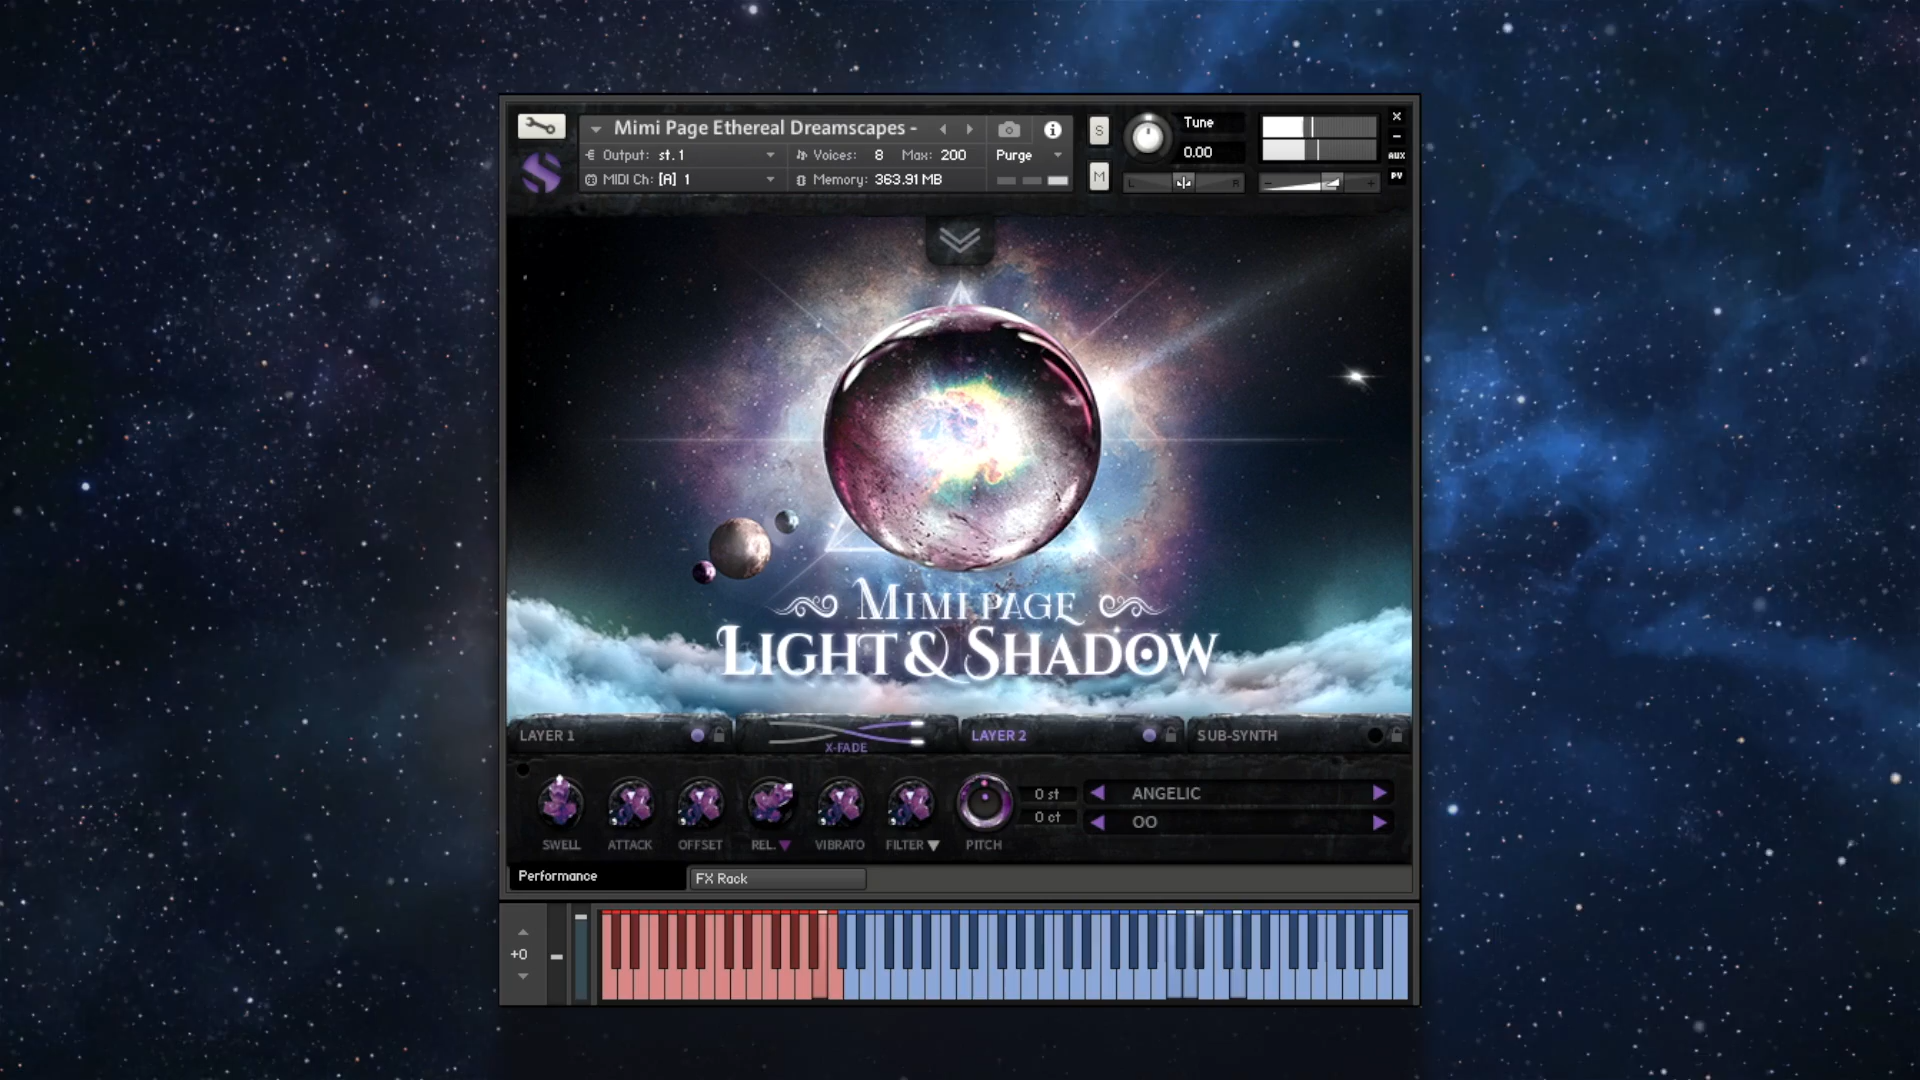 Mimi Page Ethereal Dreamscapes -
Output: st.1
Voices: 8 Max: 200
Purge
MIDI Ch: [A] 1
Memory: 363.91 MB
S
M
Tune
0.00
L
R
AUX
PV
MIMI PAGE
LIGHT & SHADOW
LAYER 1
X-FADE
LAYER 2
SUB-SYNTH
SWELL
ATTACK
OFFSET
REL.
VIBRATO
FILTER
PITCH
0 st
0 ct
ANGELIC
OO
Performance
FX Rack
+0